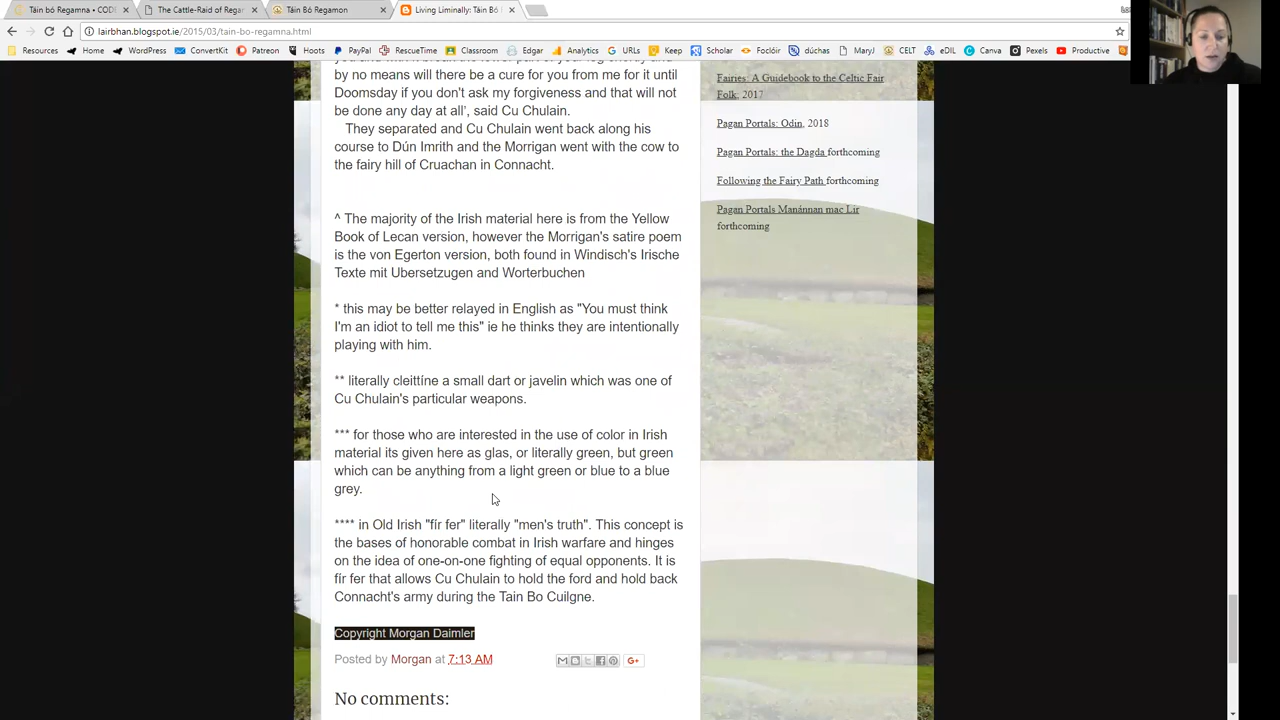 Táin bó Regamna • COD
The Cattle-Raid of Regar
Táin Bó Regamon
Living Liminally: Táin Bó
lairbhan.blogspot.ie/2015/03/tain-bo-regamna.html
Resources Home WordPress ConvertKit Patreon Hoots PayPal RescueTime Classroom Edgar Analytics URLs Keep Scholar Foclóir dúchas MaryJ CELT eDIL Canva Pexels Productive
by no means will there be a cure for you from me for it until
Doomsday if you don't ask my forgiveness and that will not
be done any day at all', said Cu Chulain.
They separated and Cu Chulain went back along his
course to Dún Imrith and the Morrigan went with the cow to
the fairy hill of Cruachan in Connacht.
^ The majority of the Irish material here is from the Yellow
Book of Lecan version, however the Morrigan's satire poem
is the von Egerton version, both found in Windisch's Irische
Texte mit Ubersetzugen and Worterbuchen
* this may be better relayed in English as "You must think
I'm an idiot to tell me this" ie he thinks they are intentionally
playing with him.
** literally cleittíne a small dart or javelin which was one of
Cu Chulain's particular weapons.
*** for those who are interested in the use of color in Irish
material its given here as glas, or literally green, but green
which can be anything from a light green or blue to a blue
grey.
**** in Old Irish "fír fer" literally "men's truth". This concept is
the bases of honorable combat in Irish warfare and hinges
on the idea of one-on-one fighting of equal opponents. It is
fír fer that allows Cu Chulain to hold the ford and hold back
Connacht's army during the Tain Bo Cuilgne.
Copyright Morgan Daimler
Posted by Morgan at 7:13 AM
G+
No comments:
Fairies: A Guidebook to the Celtic Fair
Folk, 2017
Pagan Portals: Odin, 2018
Pagan Portals: the Dagda forthcoming
Following the Fairy Path forthcoming
Pagan Portals Manánnan mac Lir
forthcoming